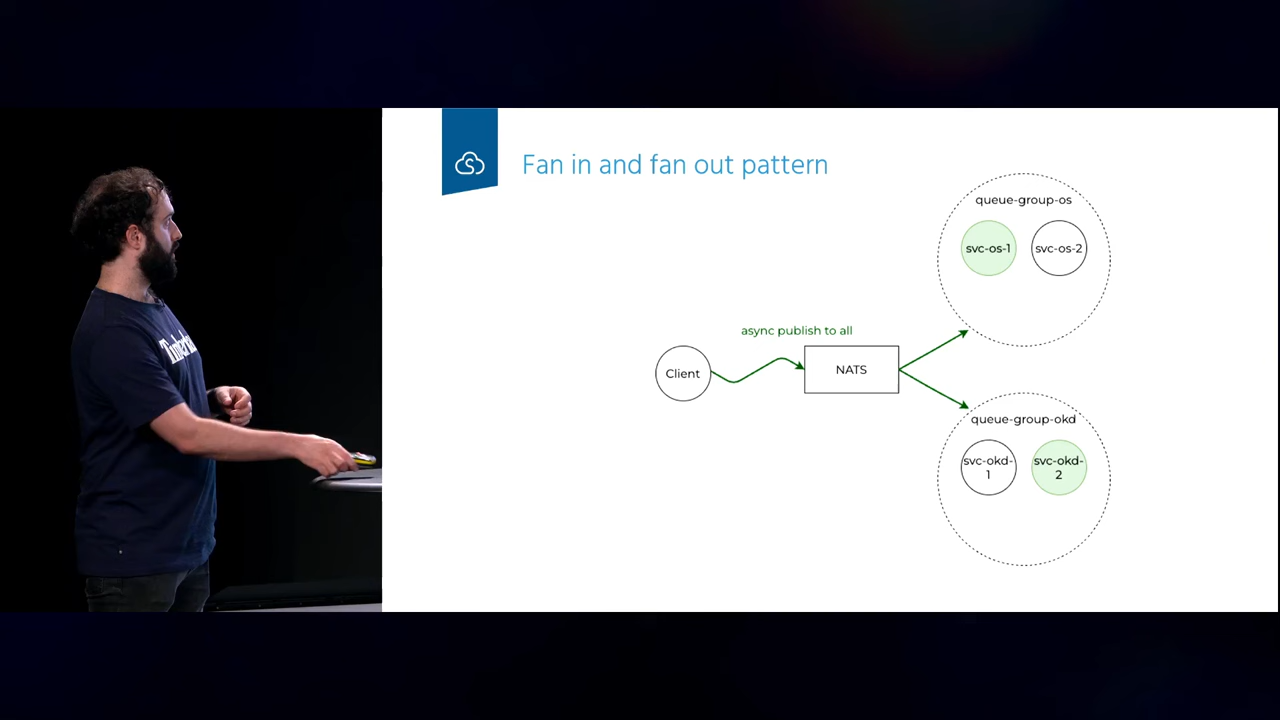 Fan in and fan out pattern
queue-group-os
svc-os-1
svc-os-2
async publish to all
Client
NATS
queue-group-okd
svc-okd-
1
svc-okd-
2